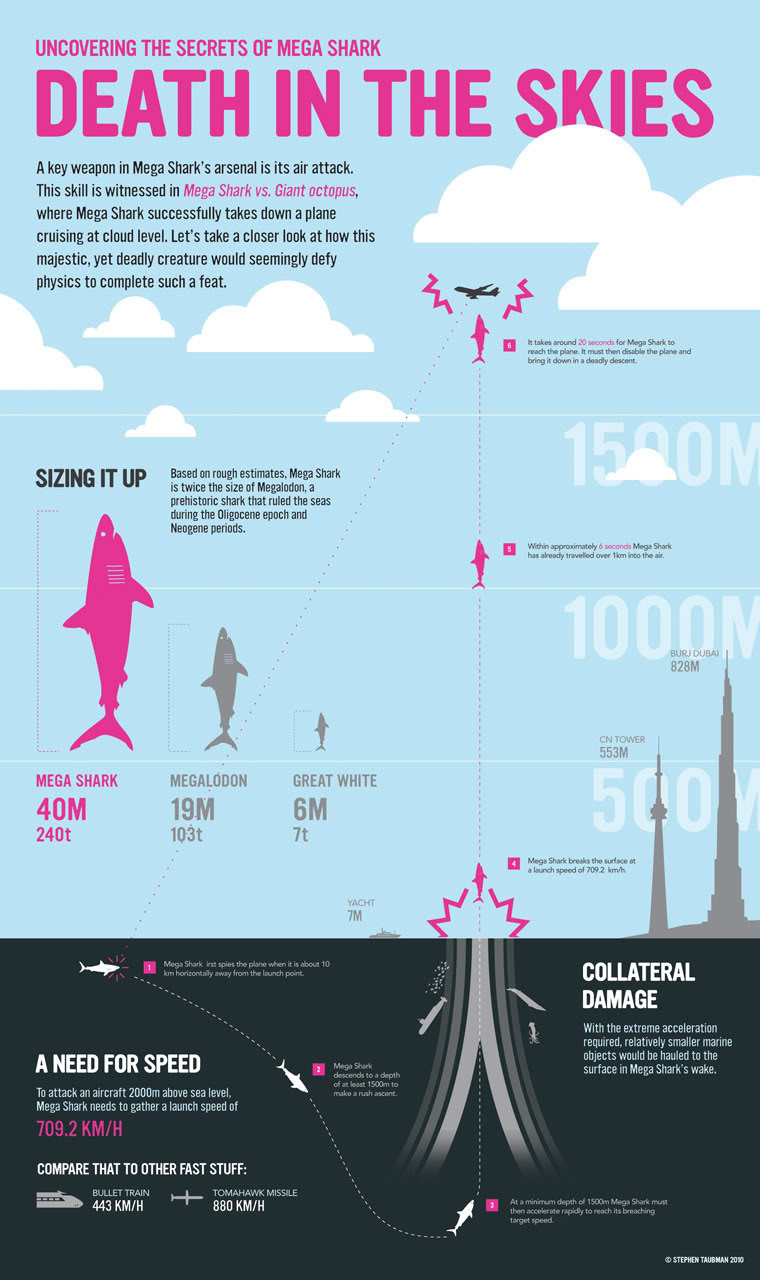 UNCOVERING THE SECRETS OF MEGA SHARK
DEATH IN THE SKIES
A key weapon in Mega Shark's arsenal is its air attack.
This skill is witnessed in Mega Shark vs. Giant octopus,
where Mega Shark successfully takes down a plane
cruising at cloud level. Let's take a closer look at how this
majestic, yet deadly creature would seemingly defy
physics to complete such a feat.
6
It takes around 20 seconds for Mega Shark to
reach the plane. It must then disable the plane and
bring it down in a deadly descent.
1500M
SIZING IT UP
Based on rough estimates, Mega Shark
is twice the size of Megalodon, a
prehistoric shark that ruled the seas
during the Oligocene epoch and
Neogene periods.
5
Within approximately 6 seconds Mega Shark
has already travelled over 1km into the air.
1000M
BURJ DUBAI
828M
CN TOWER
553M
500M
MEGA SHARK
40M
240t
MEGALODON
19M
103t
GREAT WHITE
6M
7t
4
Mega Shark breaks the surface at
a launch speed of 709.2 km/h.
YACHT
7M
1
Mega Shark irst spies the plane when it is about 10
km horizontally away from the launch point.
COLLATERAL
DAMAGE
With the extreme acceleration
required, relatively smaller marine
objects would be hauled to the
surface in Mega Shark's wake.
A NEED FOR SPEED
To attack an aircraft 2000m above sea level,
Mega Shark needs to gather a launch speed of
709.2 KM/H
2
Mega Shark
descends to a depth
of at least 1500m to
make a rush ascent.
COMPARE THAT TO OTHER FAST STUFF:
BULLET TRAIN
443 KM/H
TOMAHAWK MISSILE
880 KM/H
3
At a minimum depth of 1500m Mega Shark must
then accelerate rapidly to reach its breaching
target speed.
© STEPHEN TAUBMAN 2010